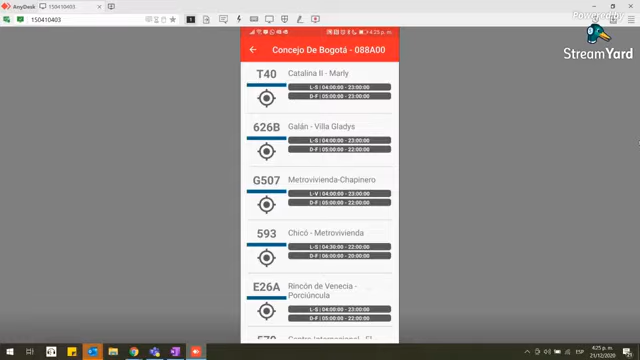 AnyDesk
150410403
Powered by
150410403
StreamYard
4:25 p. m.
Concejo De Bogotá - 088A00
T40
Catalina II - Marly
L-S | 04:00:00 - 23:00:00
D-F | 05:00:00 - 23:00:00
626B
Galán - Villa Gladys
L-S | 04:00:00 - 23:00:00
D-F | 05:00:00 - 22:00:00
G507
Metrovivienda-Chapinero
L-V | 04:00:00 - 23:00:00
D-F | 05:00:00 - 22:00:00
593
Chicó - Metrovivienda
L-S | 04:30:00 - 22:00:00
D-F | 06:00:00 - 20:00:00
E26A
Rincón de Venecia -
Porciúncula
L-S | 04:00:00 - 23:00:00
D-F | 05:00:00 - 22:00:00
Centro Internacional - El
ESP
4:25 p. m.
21/12/2020